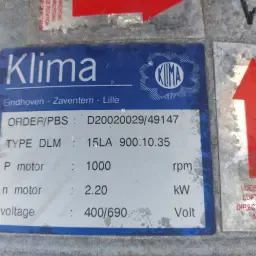 Klima
KLIMA
Eindhoven - Zaventem - Lille
ORDER/PBS : D20020029/49147
TYPE DLM : 15LA 900.10.35
P motor : 1000 rpm
n motor : 2.20 kW
voltage : 400/690 Volt